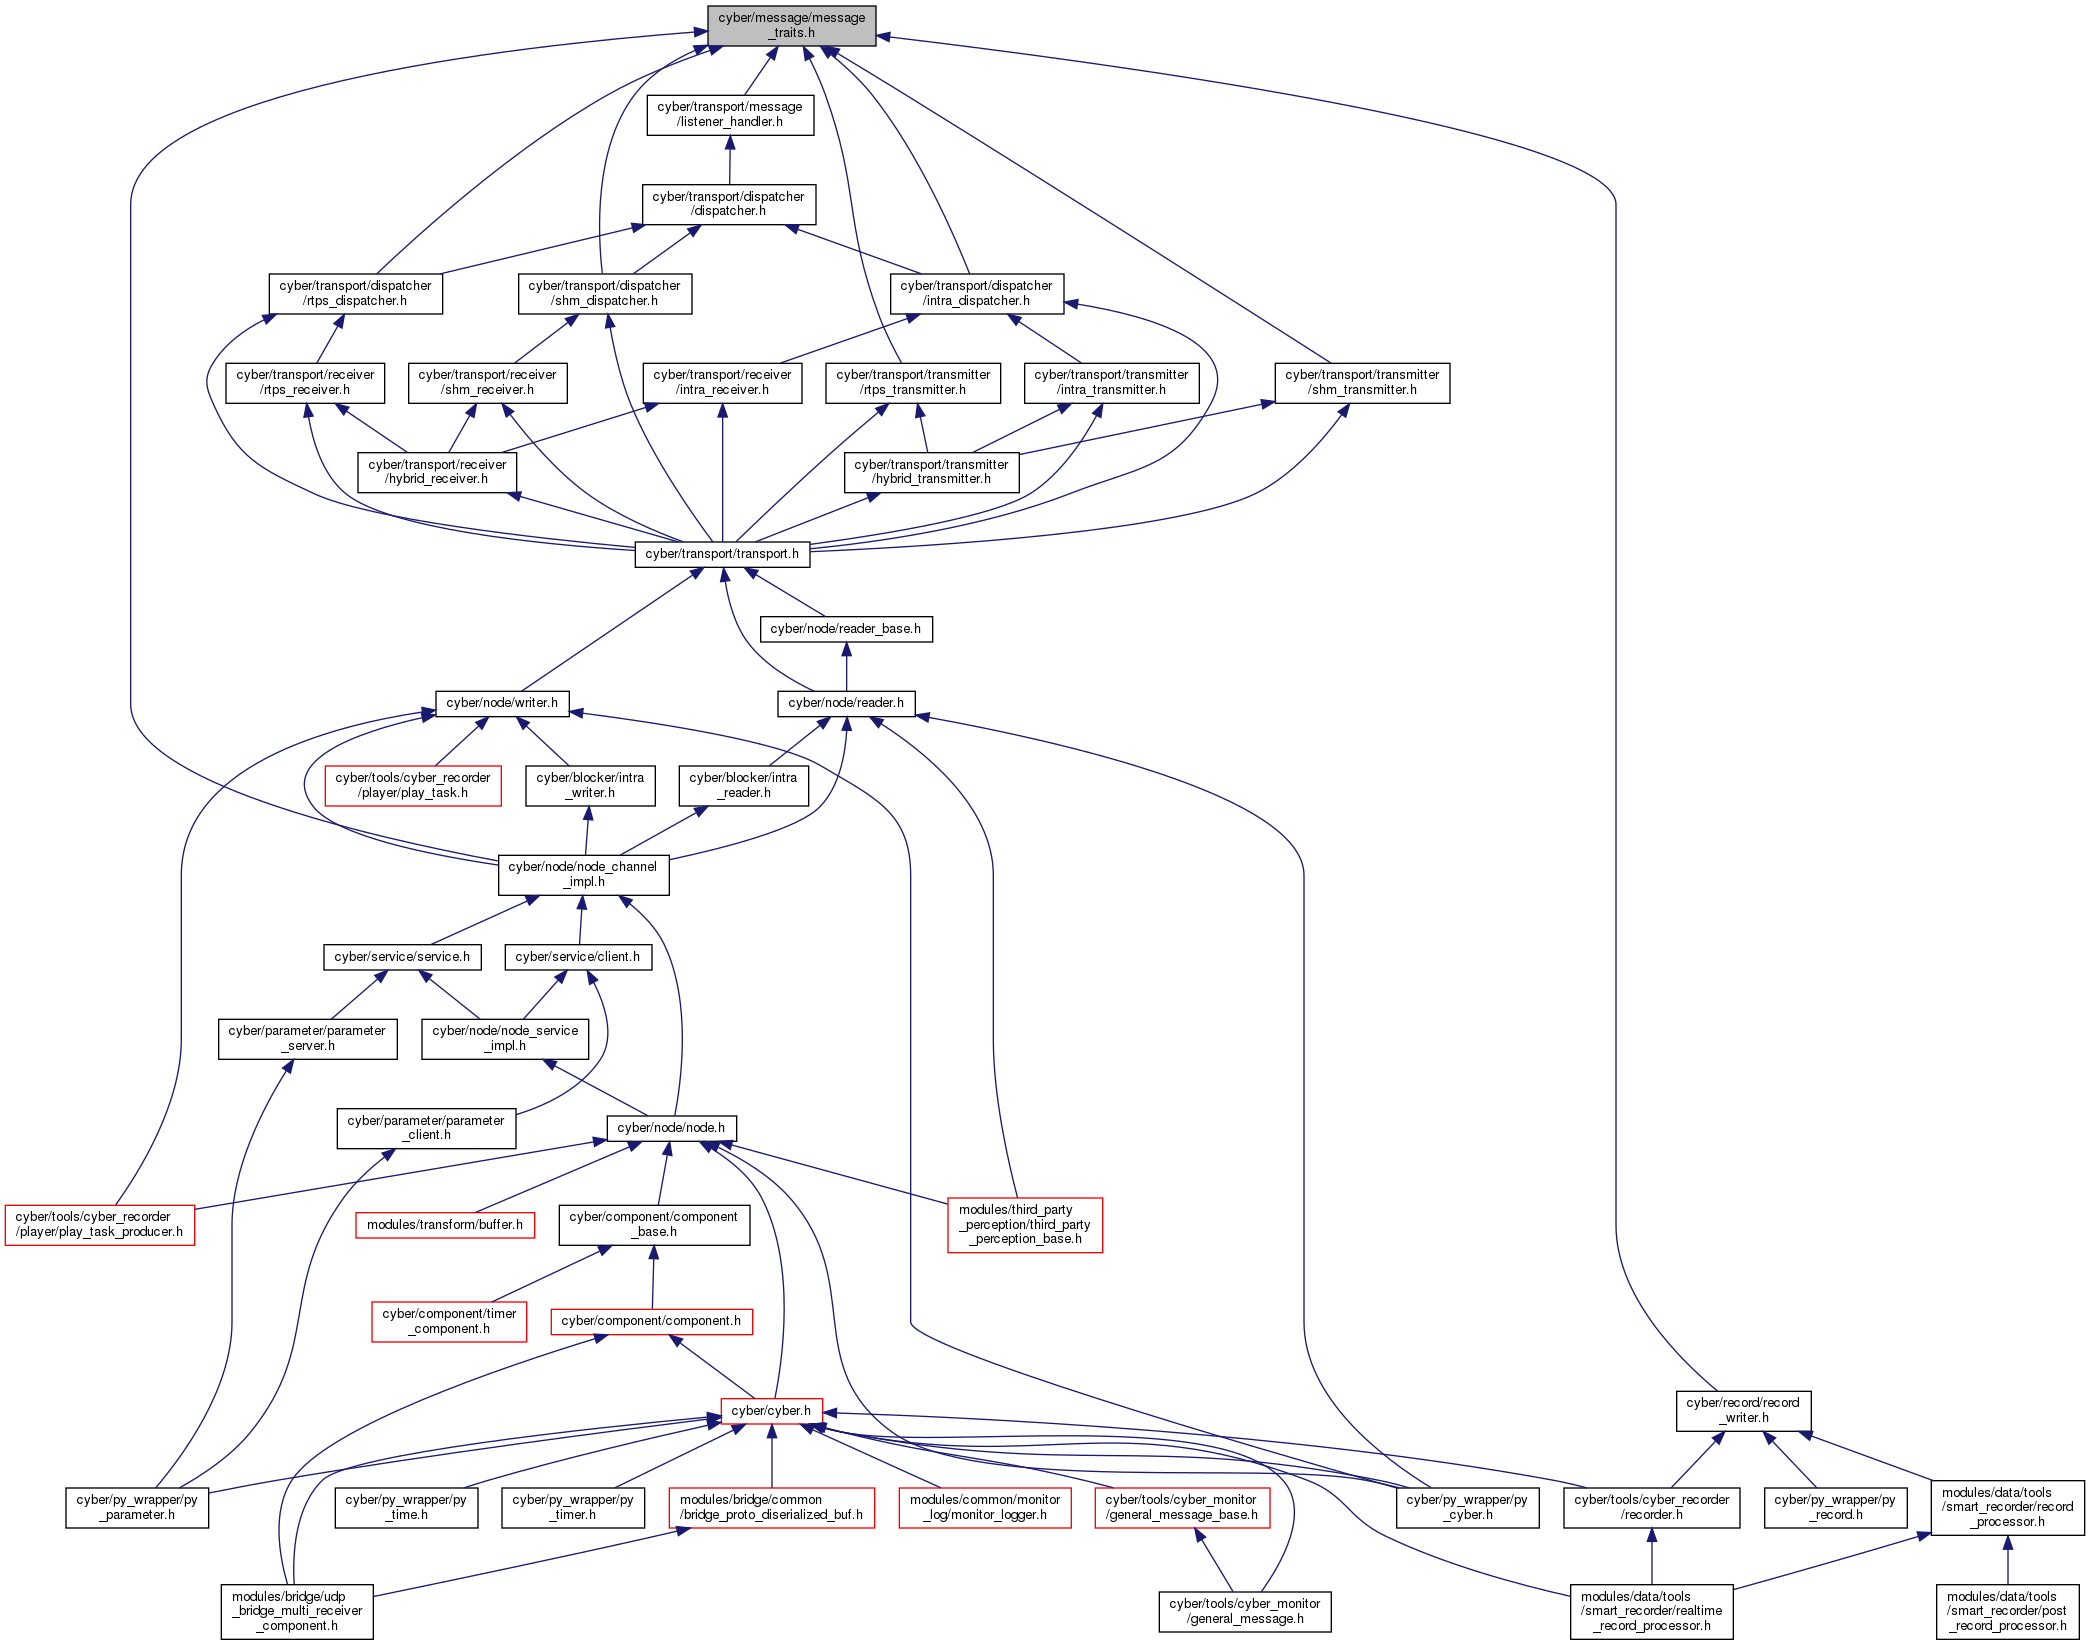 cyber/message/message
_traits.h
cyber/transport/message
/listener_handler.h
cyber/transport/dispatcher
/dispatcher.h
cyber/transport/dispatcher
/rtps_dispatcher.h
cyber/transport/dispatcher
/shm_dispatcher.h
cyber/transport/dispatcher
/intra_dispatcher.h
cyber/transport/receiver
/rtps_receiver.h
cyber/transport/receiver
/shm_receiver.h
cyber/transport/receiver
/intra_receiver.h
cyber/transport/transmitter
/rtps_transmitter.h
cyber/transport/transmitter
/intra_transmitter.h
cyber/transport/transmitter
/shm_transmitter.h
cyber/transport/receiver
/hybrid_receiver.h
cyber/transport/transmitter
/hybrid_transmitter.h
cyber/transport/transport.h
cyber/node/reader_base.h
cyber/node/writer.h
cyber/node/reader.h
cyber/tools/cyber_recorder
/player/play_task.h
cyber/blocker/intra
_writer.h
cyber/blocker/intra
_reader.h
cyber/node/node_channel
_impl.h
cyber/service/service.h
cyber/service/client.h
cyber/parameter/parameter
_server.h
cyber/node/node_service
_impl.h
cyber/parameter/parameter
_client.h
cyber/node/node.h
cyber/tools/cyber_recorder
/player/play_task_producer.h
modules/transform/buffer.h
cyber/component/component
_base.h
modules/third_party
_perception/third_party
_perception_base.h
cyber/component/timer
_component.h
cyber/component/component.h
cyber/cyber.h
cyber/record/record
_writer.h
cyber/py_wrapper/py
_parameter.h
cyber/py_wrapper/py
_time.h
cyber/py_wrapper/py
_timer.h
modules/bridge/common
/bridge_proto_diserialized_buf.h
modules/common/monitor
_log/monitor_logger.h
cyber/tools/cyber_monitor
/general_message_base.h
cyber/py_wrapper/py
_cyber.h
cyber/tools/cyber_recorder
/recorder.h
cyber/py_wrapper/py
_record.h
modules/data/tools
/smart_recorder/record
_processor.h
modules/bridge/udp
_bridge_multi_receiver
_component.h
cyber/tools/cyber_monitor
/general_message.h
modules/data/tools
/smart_recorder/realtime
_record_processor.h
modules/data/tools
/smart_recorder/post
_record_processor.h